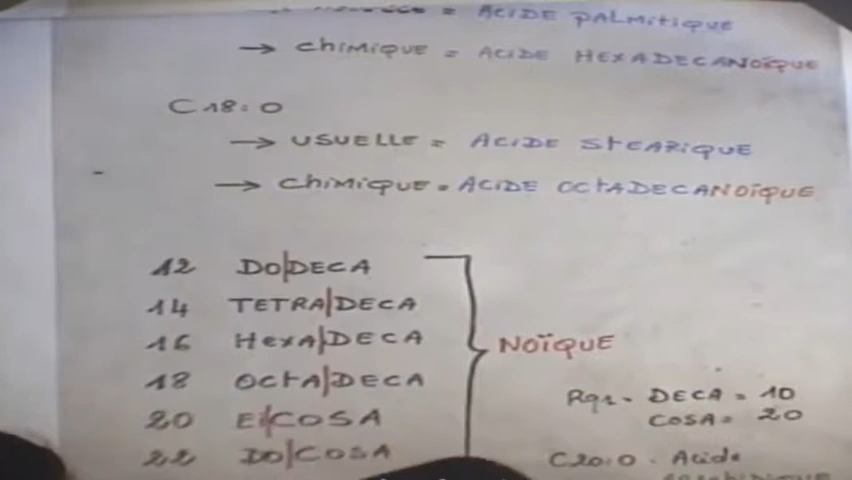 = ACIDE PALMITIQUE
→ CHIMIQUE = ACIDE HEXADECANOÏQUE
C18:0
→ USUELLE = ACIDE STEARIQUE
→ CHIMIQUE = ACIDE OCTADECANOÏQUE
12 DO|DECA
14 TETRA|DECA
16 HEXA|DECA
18 OCTA|DECA
20 EI|COSA
22 DO|COSA
NOÏQUE
Rq1 - DECA = 10
COSA = 20
C20:0 - Acide